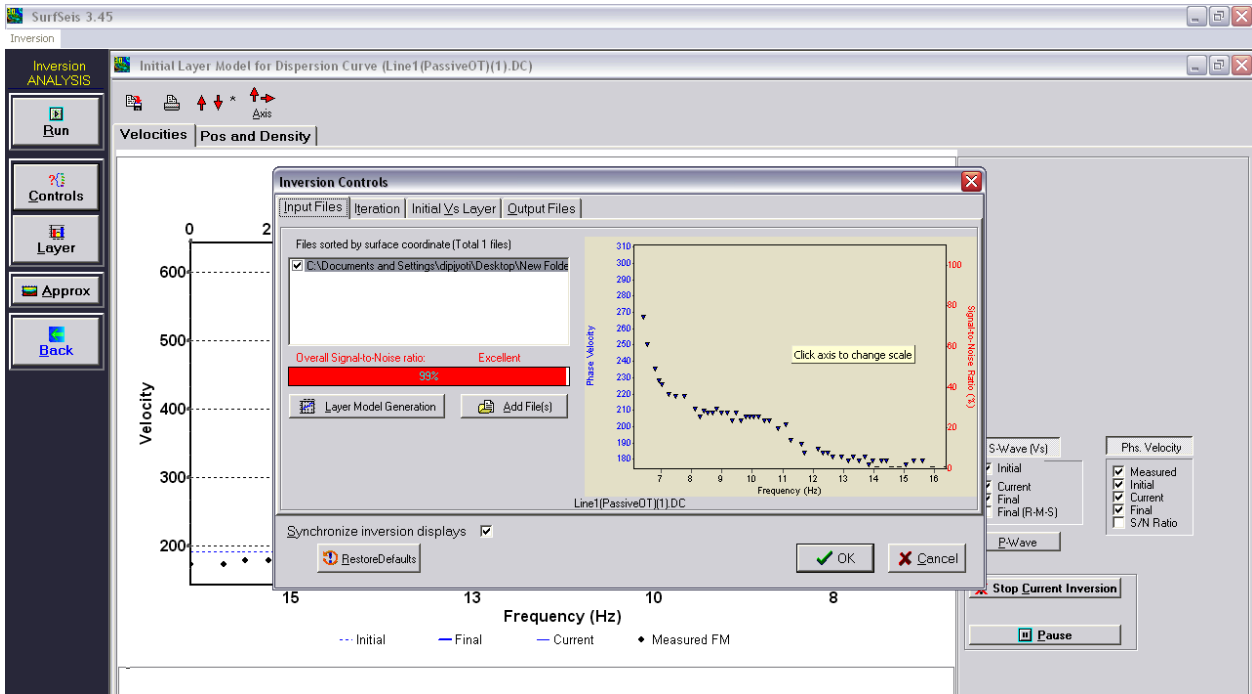 SurfSeis 3.45
Inversion
Inversion
ANALYSIS
Run
Controls
Layer
Approx
Back
Initial Layer Model for Dispersion Curve (Line1(PassiveOT)(1).DC)
*
Axis
Velocities
Pos and Density
0
2
600
500
400
300
200
Velocity
15
13
10
8
Frequency (Hz)
Initial
Final
Current
Measured FM
Inversion Controls
Input Files
Iteration
Initial Vs Layer
Output Files
Files sorted by surface coordinate (Total 1 files)
C:\Documents and Settings\dipjyoti\Desktop\New Folde
Overall Signal-to-Noise ratio: Excellent
99%
Layer Model Generation
Add File(s)
310
300
290
280
270
260
250
240
230
220
210
200
190
180
Phase Velocity
100
80
60
40
20
0
Signal-to-Noise Ratio (%)
Click axis to change scale
7 8 9 10 11 12 13 14 15 16
Frequency (Hz)
Line1(PassiveOT)(1).DC
Synchronize inversion displays
RestoreDefaults
OK
Cancel
S-Wave (Vs)
Initial
Current
Final
Final (R-M-S)
P-Wave
Phs. Velocity
Measured
Initial
Current
Final
S/N Ratio
Stop Current Inversion
Pause